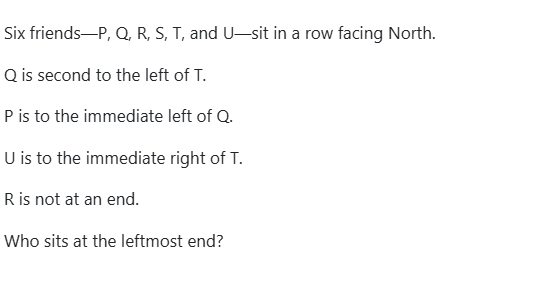 Six friends—P, Q, R, S, T, and U—sit in a row facing North.
Q is second to the left of T.
P is to the immediate left of Q.
U is to the immediate right of T.
R is not at an end.
Who sits at the leftmost end?